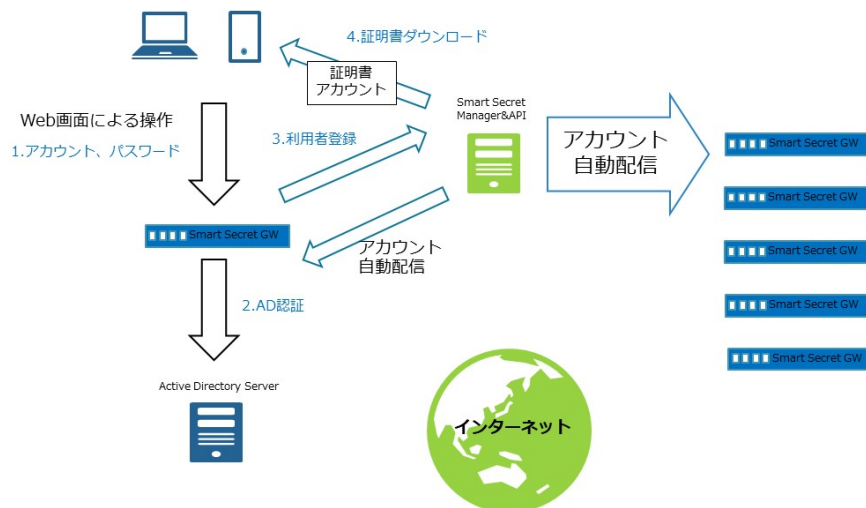 4.証明書ダウンロード
証明書
アカウント
Smart Secret
Manager&API
Web画面による操作
1.アカウント、パスワード
3.利用者登録
アカウント
自動配信
Smart Secret GW
Smart Secret GW
Smart Secret GW
Smart Secret GW
Smart Secret GW
Smart Secret GW
アカウント
自動配信
2.AD認証
Active Directory Server
インターネット